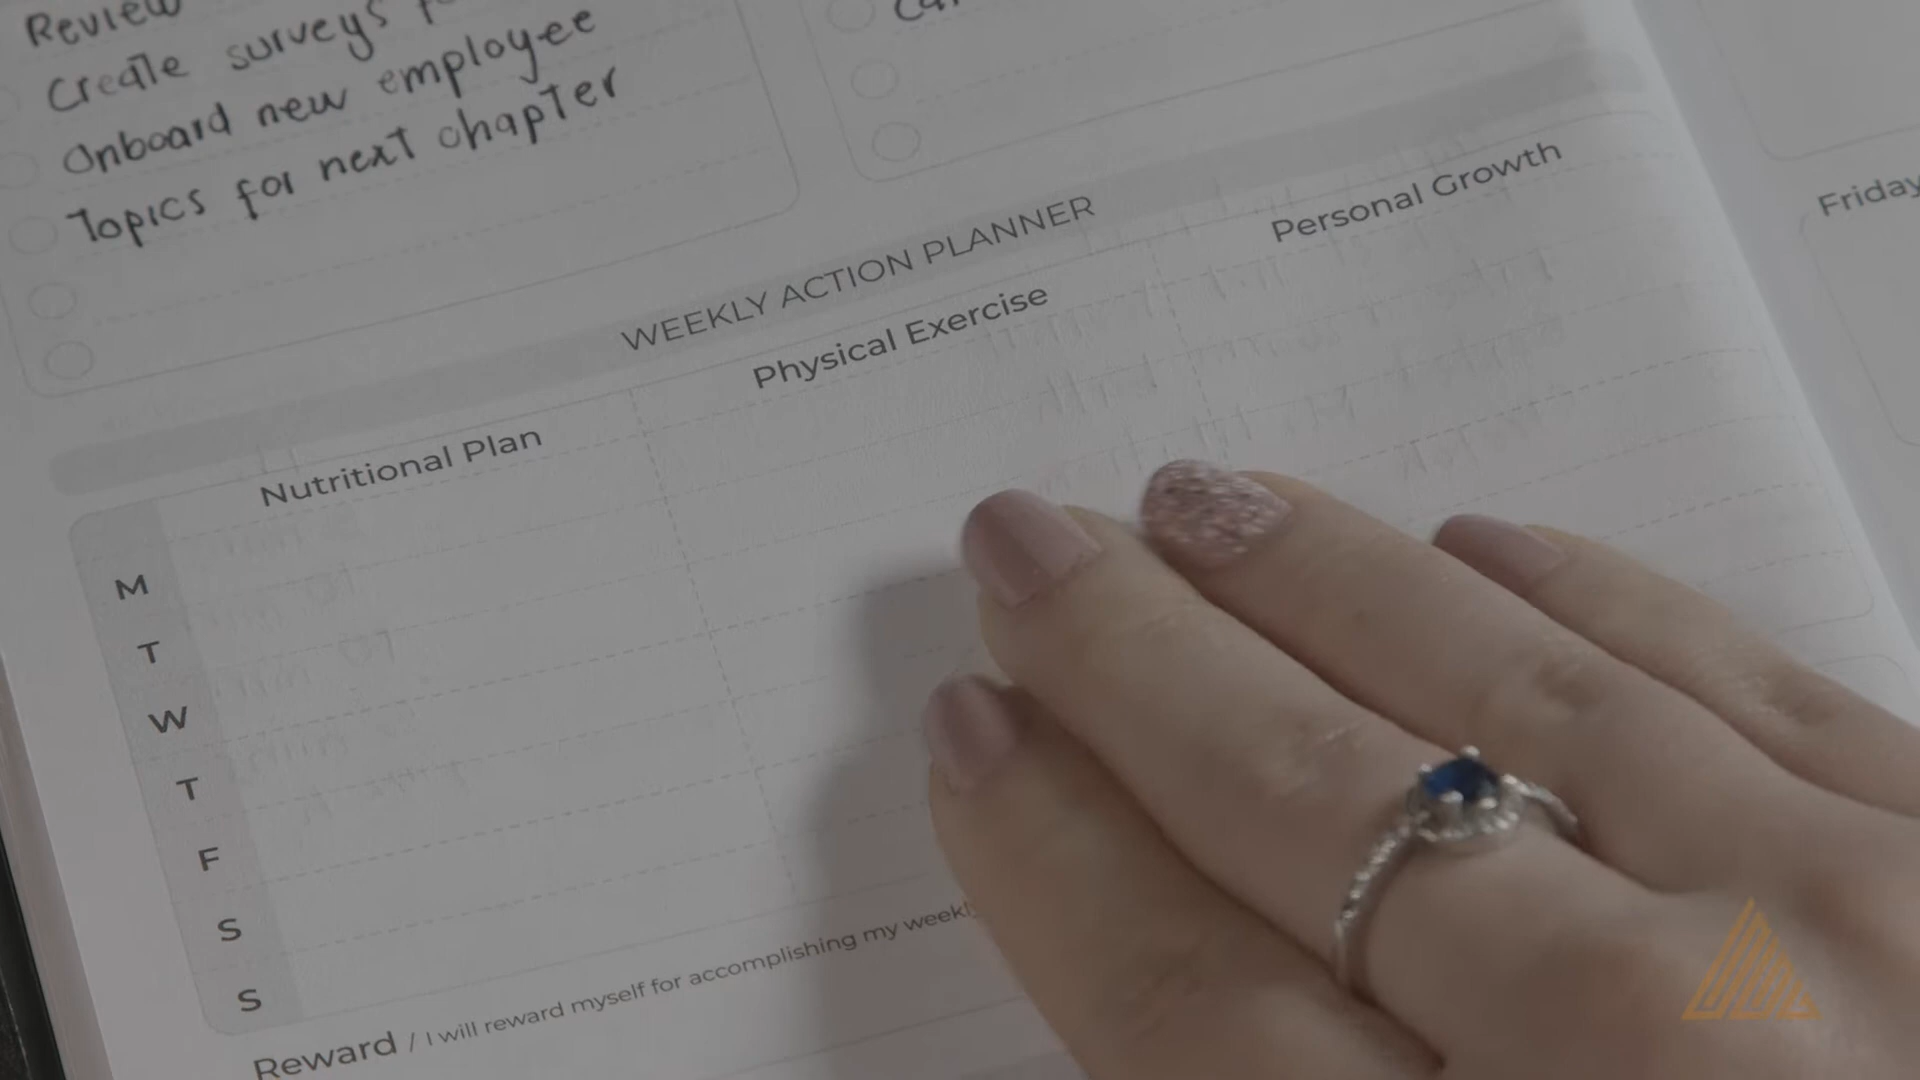 Review
Create surveys
Onboard new employee
Topics for next chapter
WEEKLY ACTION PLANNER
Nutritional Plan
Physical Exercise
Personal Growth
M
T
W
T
F
S
S
Reward / I will reward myself for accomplishing my weekly
Friday